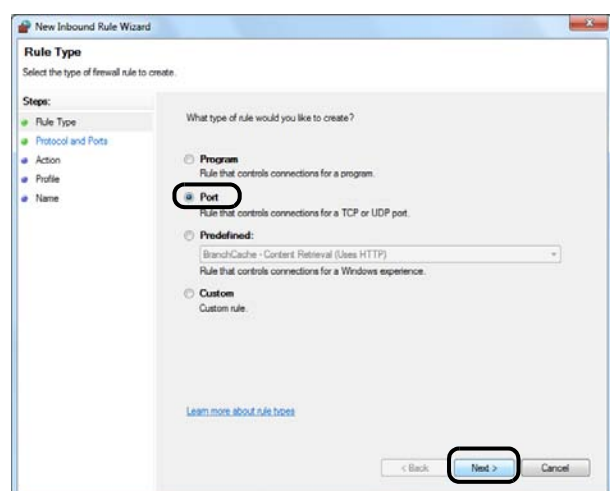 New Inbound Rule Wizard
Rule Type
Select the type of firewall rule to create.
Steps:
Rule Type
Protocol and Ports
Action
Profile
Name
What type of rule would you like to create?
Program
Rule that controls connections for a program.
Port
Rule that controls connections for a TCP or UDP port.
Predefined:
BranchCache - Content Retrieval (Uses HTTP)
Rule that controls connections for a Windows experience.
Custom
Custom rule.
Learn more about rule types
< Back
Next >
Cancel